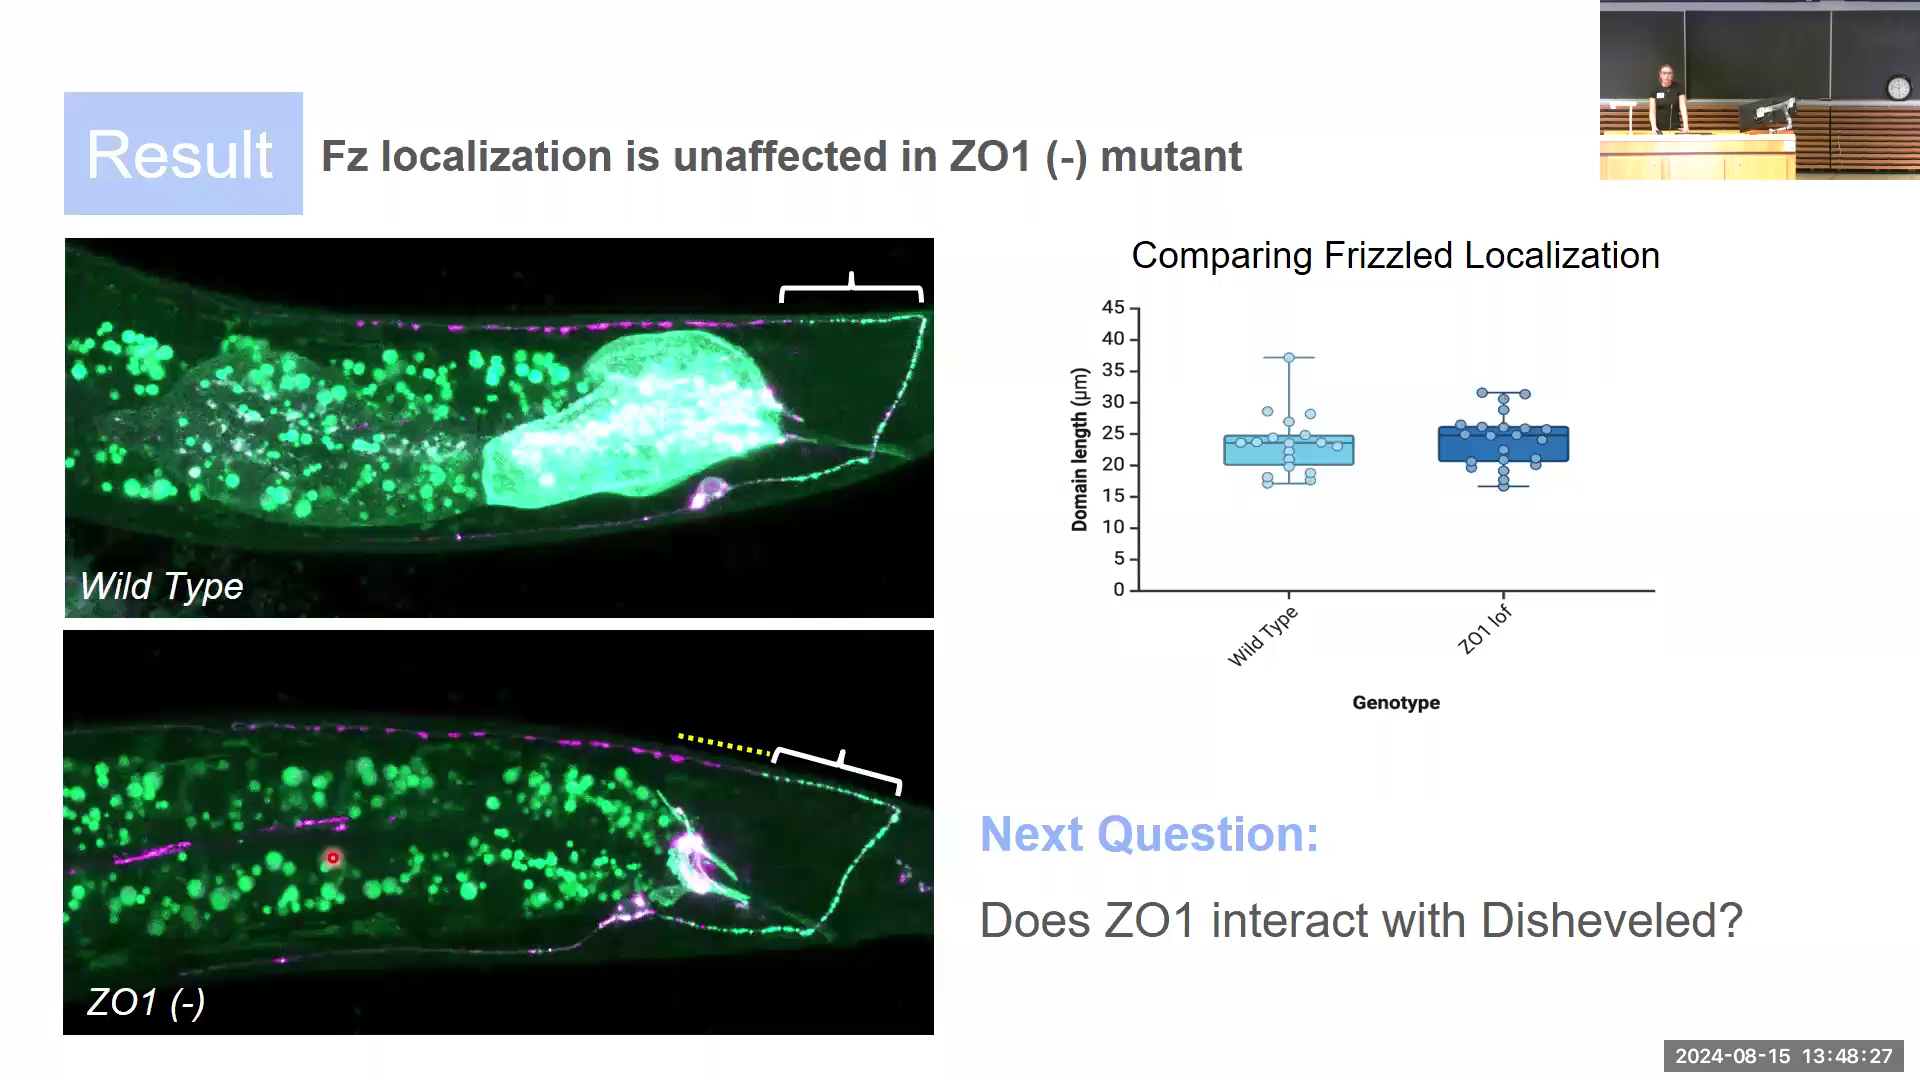 Result
Fz localization is unaffected in ZO1 (-) mutant
Wild Type
ZO1 (-)
Comparing Frizzled Localization
Domain length (μm)
45
40
35
30
25
20
15
10
5
0
Wild Type
ZO1 lof
Genotype
Next Question:
Does ZO1 interact with Disheveled?
2024-08-15 13:48:27